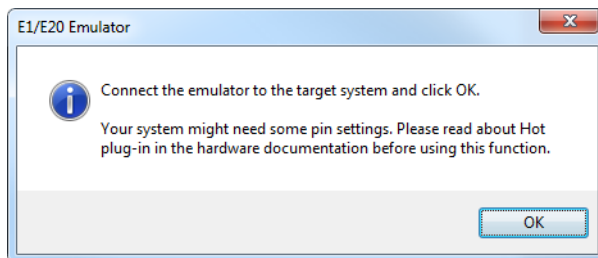 E1/E20 Emulator
Connect the emulator to the target system and click OK.
Your system might need some pin settings. Please read about Hot
plug-in in the hardware documentation before using this function.
OK